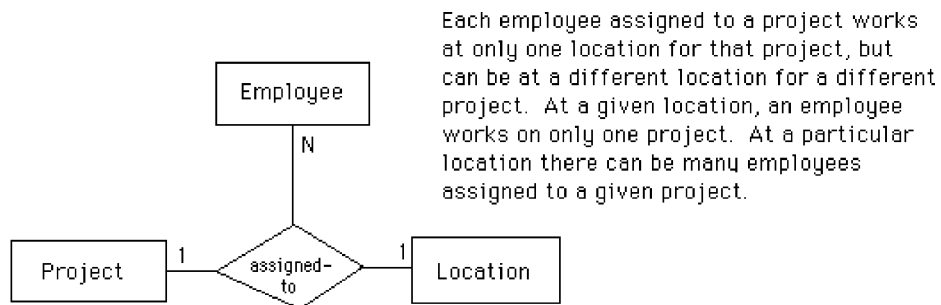 Each employee assigned to a project works
at only one location for that project, but
can be at a different location for a different
project. At a given location, an employee
works on only one project. At a particular
location there can be many employees
assigned to a given project.
Employee
N
Project
1
assigned-
to
1
Location